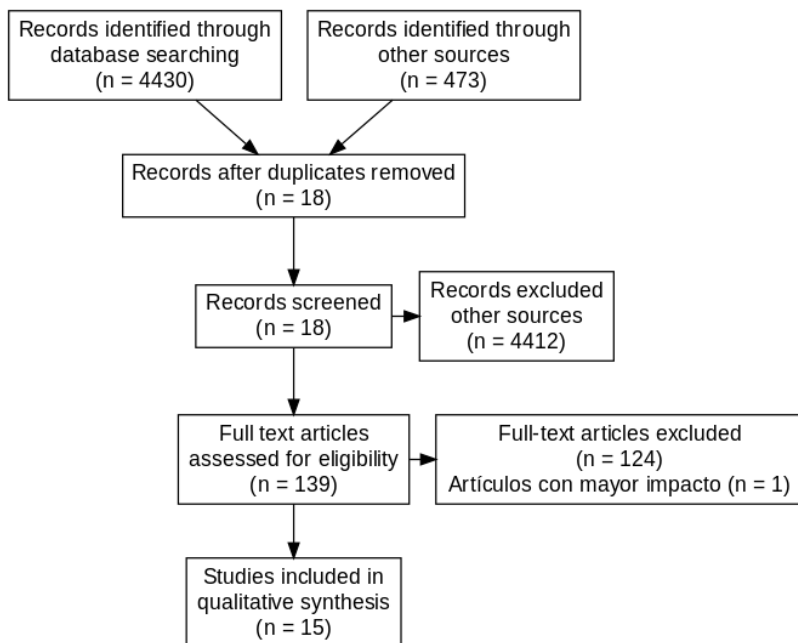 Records identified through
database searching
(n = 4430)
Records identified through
other sources
(n = 473)
Records after duplicates removed
(n = 18)
Records screened
(n = 18)
Records excluded
other sources
(n = 4412)
Full text articles
assessed for eligibility
(n = 139)
Full-text articles excluded
(n = 124)
Artículos con mayor impacto (n = 1)
Studies included in
qualitative synthesis
(n = 15)